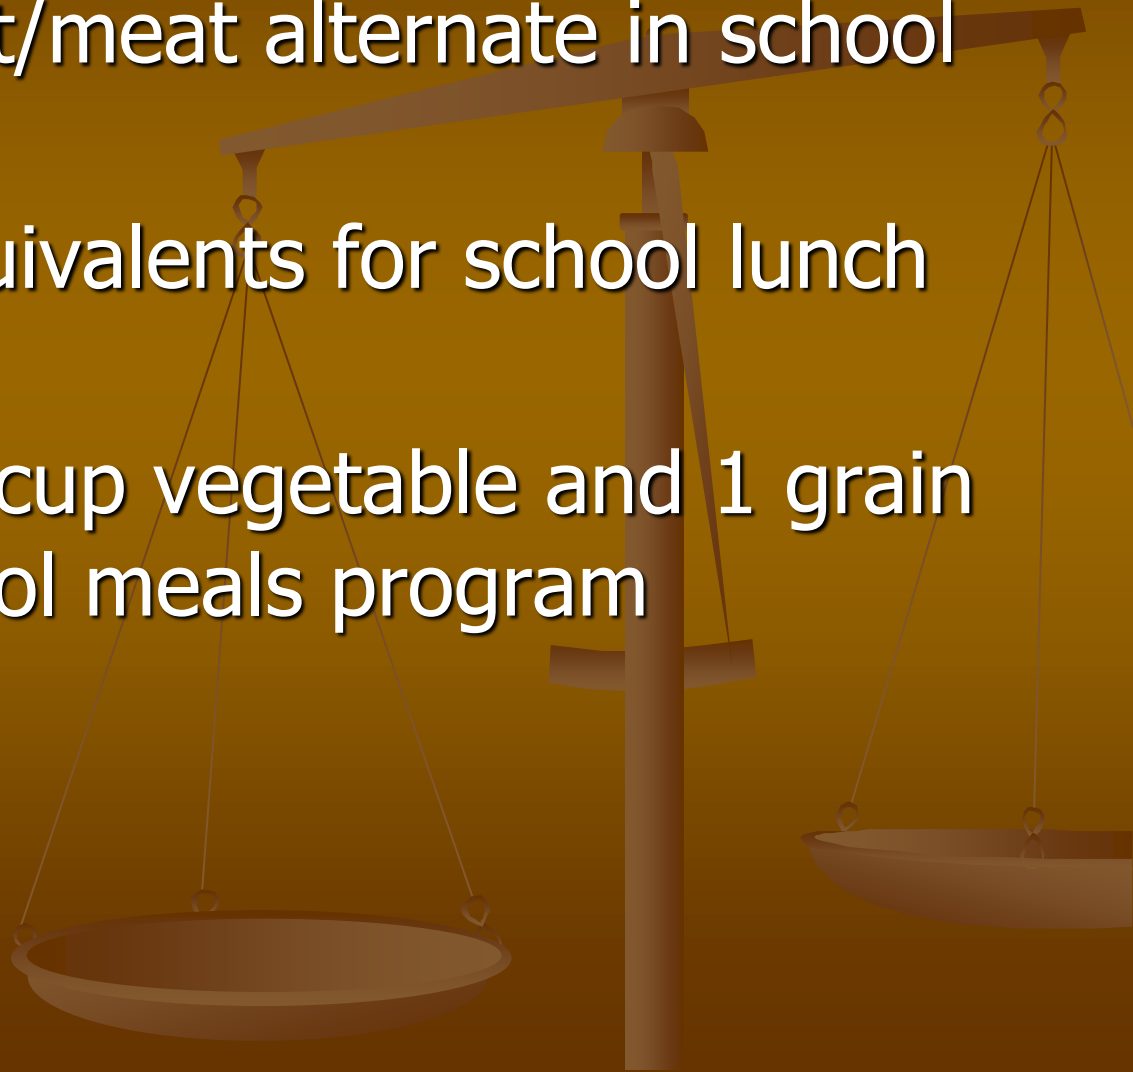 t/meat alternate in school
uivalents for school lunch
cup vegetable and 1 grain
ol meals program